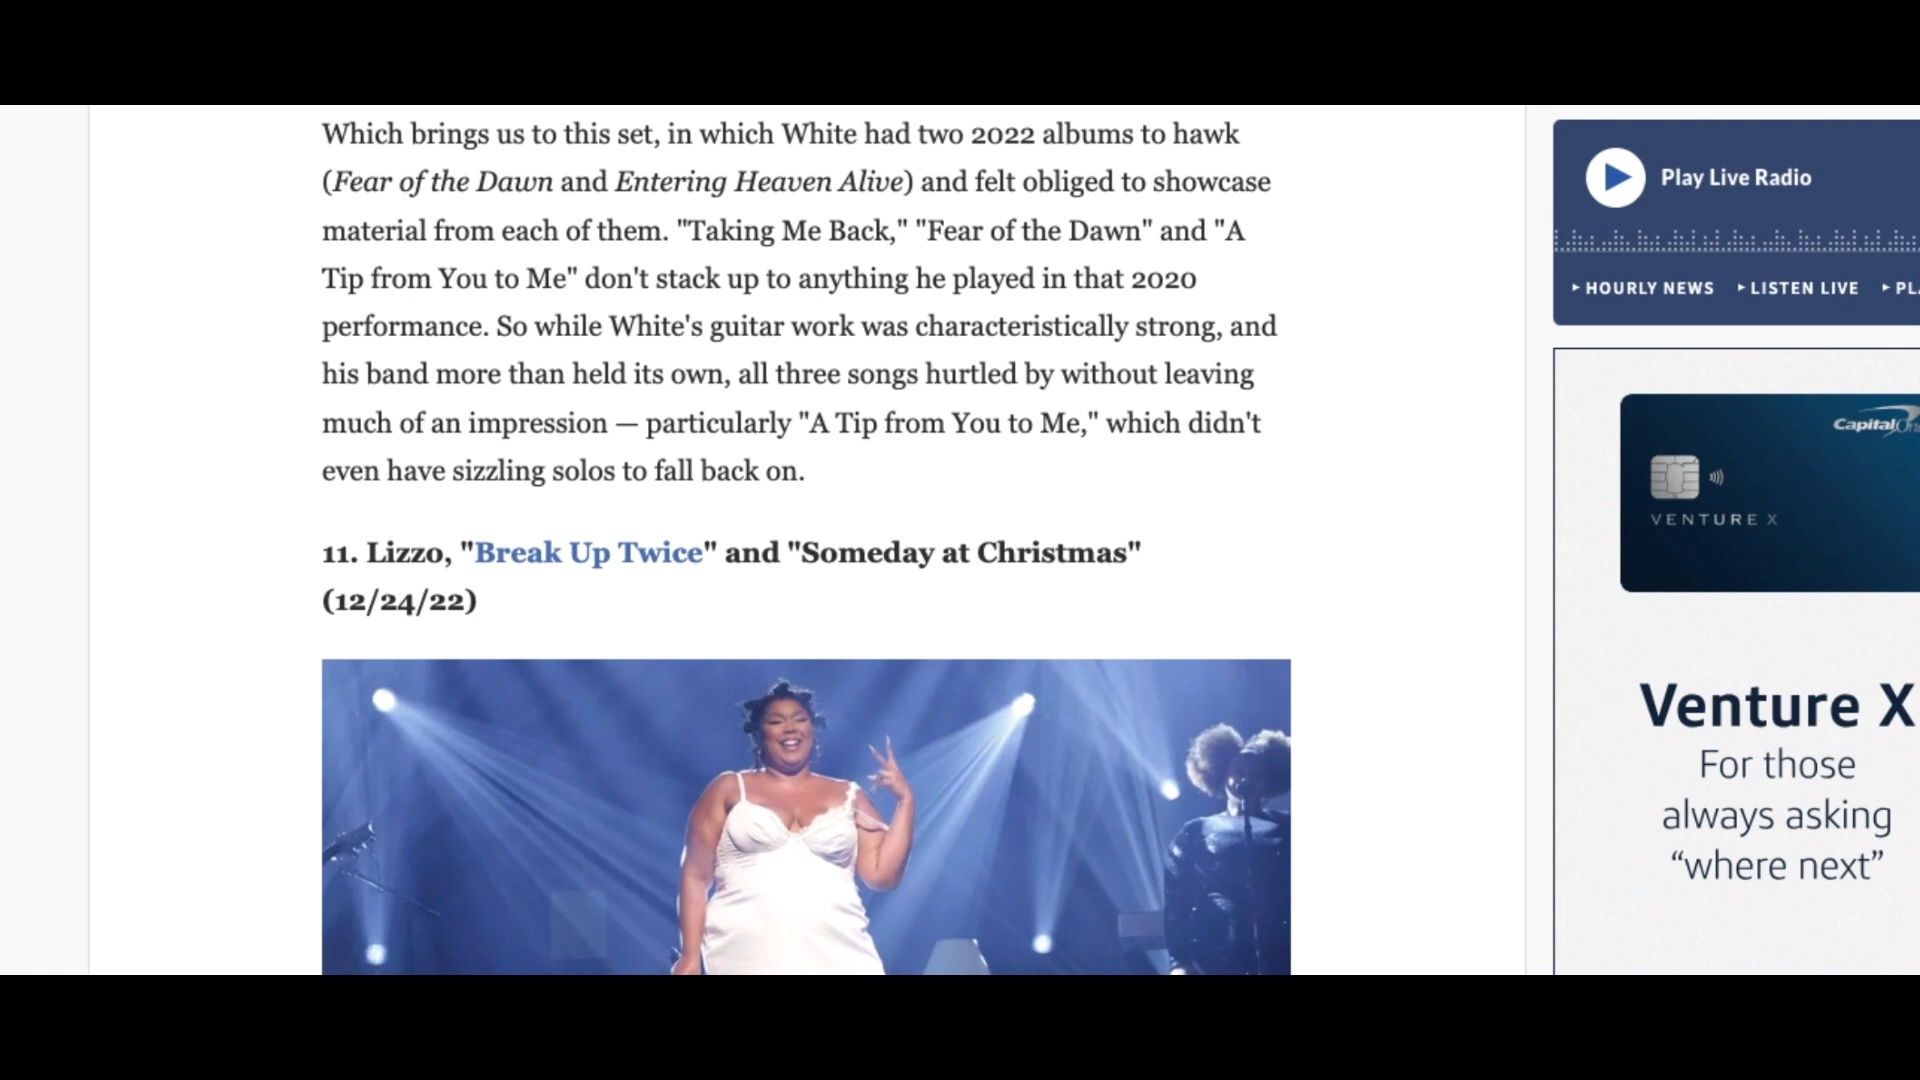 Which brings us to this set, in which White had two 2022 albums to hawk
(Fear of the Dawn and Entering Heaven Alive) and felt obliged to showcase
material from each of them. "Taking Me Back," "Fear of the Dawn" and "A
Tip from You to Me" don't stack up to anything he played in that 2020
performance. So while White's guitar work was characteristically strong, and
his band more than held its own, all three songs hurtled by without leaving
much of an impression — particularly "A Tip from You to Me," which didn't
even have sizzling solos to fall back on.
11. Lizzo, "Break Up Twice" and "Someday at Christmas"
(12/24/22)
Play Live Radio
HOURLY NEWS
LISTEN LIVE
Capital
VENTURE X
Venture X
For those
always asking
“where next”